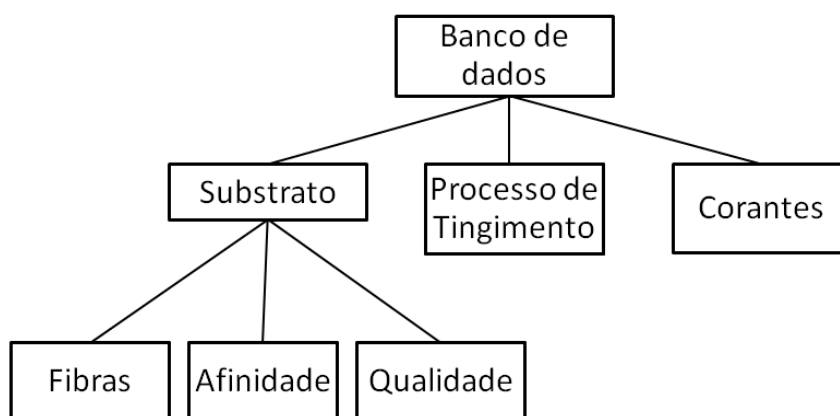 Banco de
dados
Substrato
Processo de
Tingimento
Corantes
Fibras
Afinidade
Qualidade